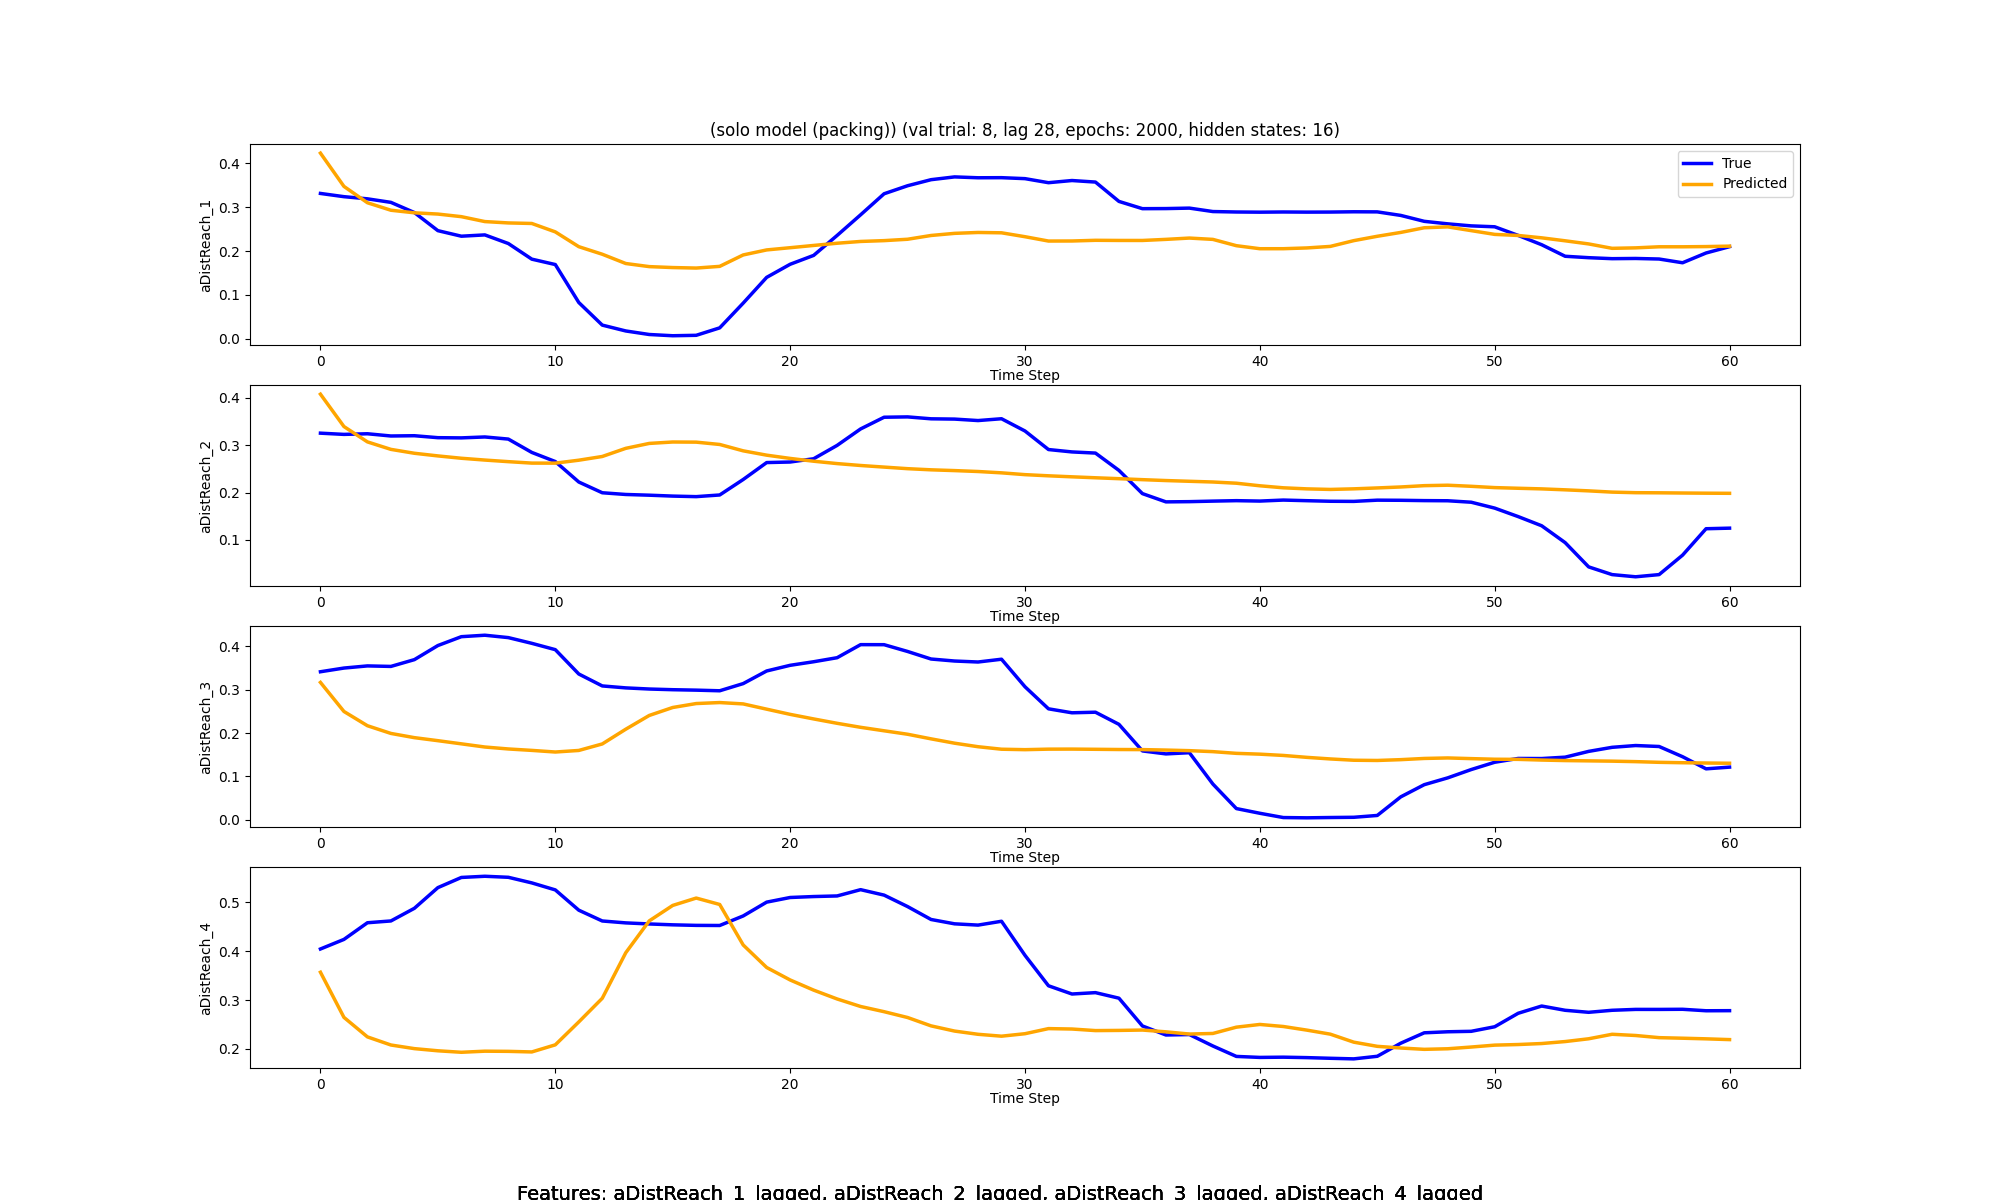 (solo model (packing)) (val trial: 8, lag 28, epochs: 2000, hidden states: 16)
True
Predicted
aDistReach_1
0.4
0.3
0.2
0.1
0.0
0 10 20 30 40 50 60
Time Step
aDistReach_2
0.4
0.3
0.2
0.1
0 10 20 30 40 50 60
Time Step
aDistReach_3
0.4
0.3
0.2
0.1
0.0
0 10 20 30 40 50 60
Time Step
aDistReach_4
0.5
0.4
0.3
0.2
0 10 20 30 40 50 60
Time Step
Features: aDistReach_1_lagged, aDistReach_2_lagged, aDistReach_3_lagged, aDistReach_4_lagged